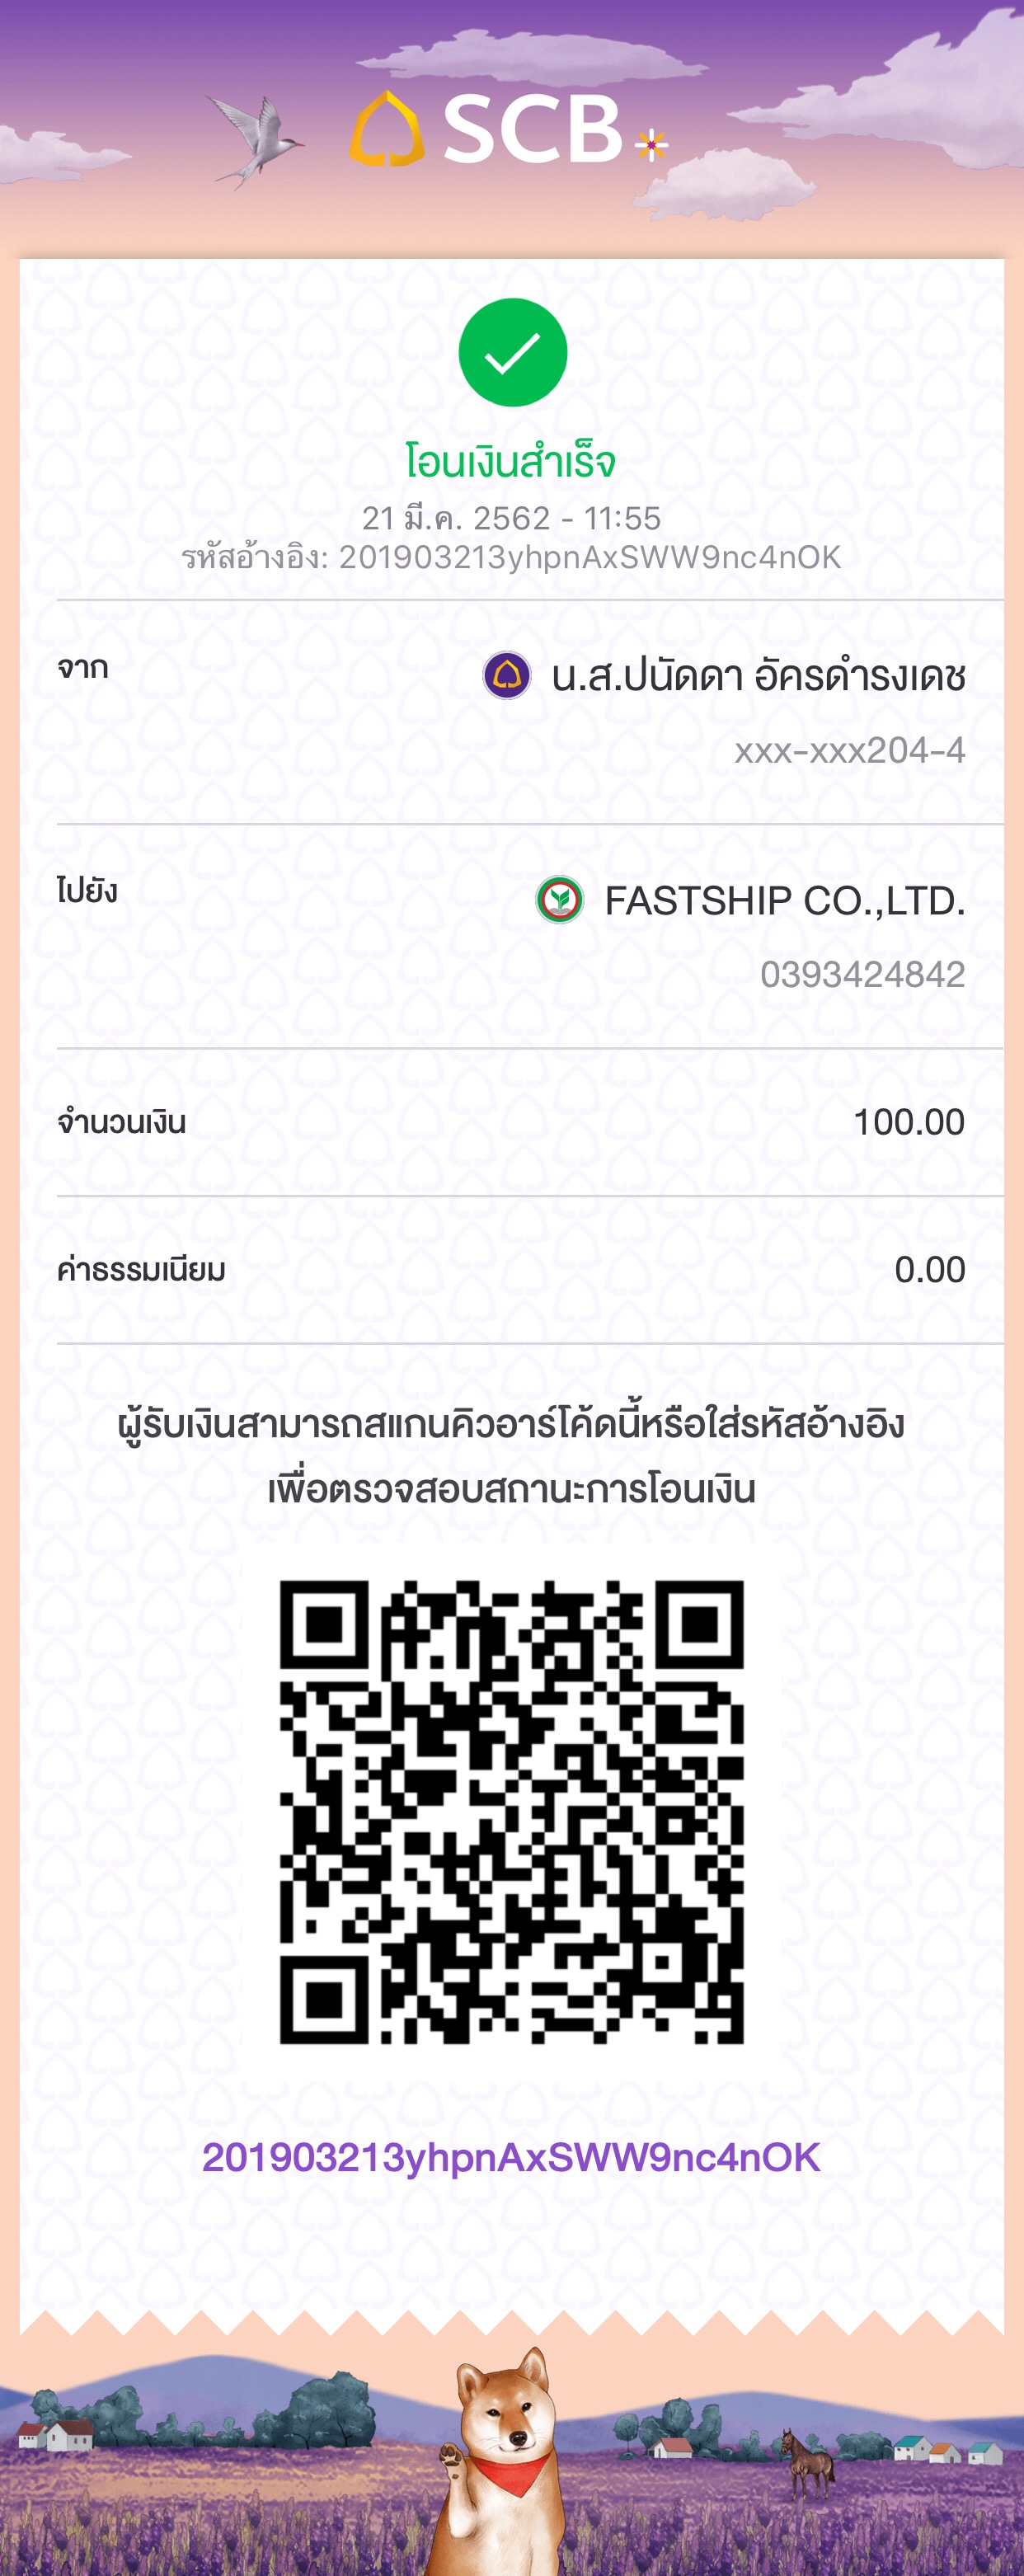 SCB
โอนเงินสำเร็จ
21 มี.ค. 2562 - 11:55
รหัสอ้างอิง: 201903213yhpnAxSWW9nc4nOK
จาก
น.ส.ปนัดดา อัครดำรงเดช
xxx-xxx204-4
ไปยัง
FASTSHIP CO.,LTD.
0393424842
จำนวนเงิน 100.00
ค่าธรรมเนียม 0.00
ผู้รับเงินสามารถสแกนคิวอาร์โค้ดนี้หรือใส่รหัสอ้างอิง
เพื่อตรวจสอบสถานะการโอนเงิน
201903213yhpnAxSWW9nc4nOK